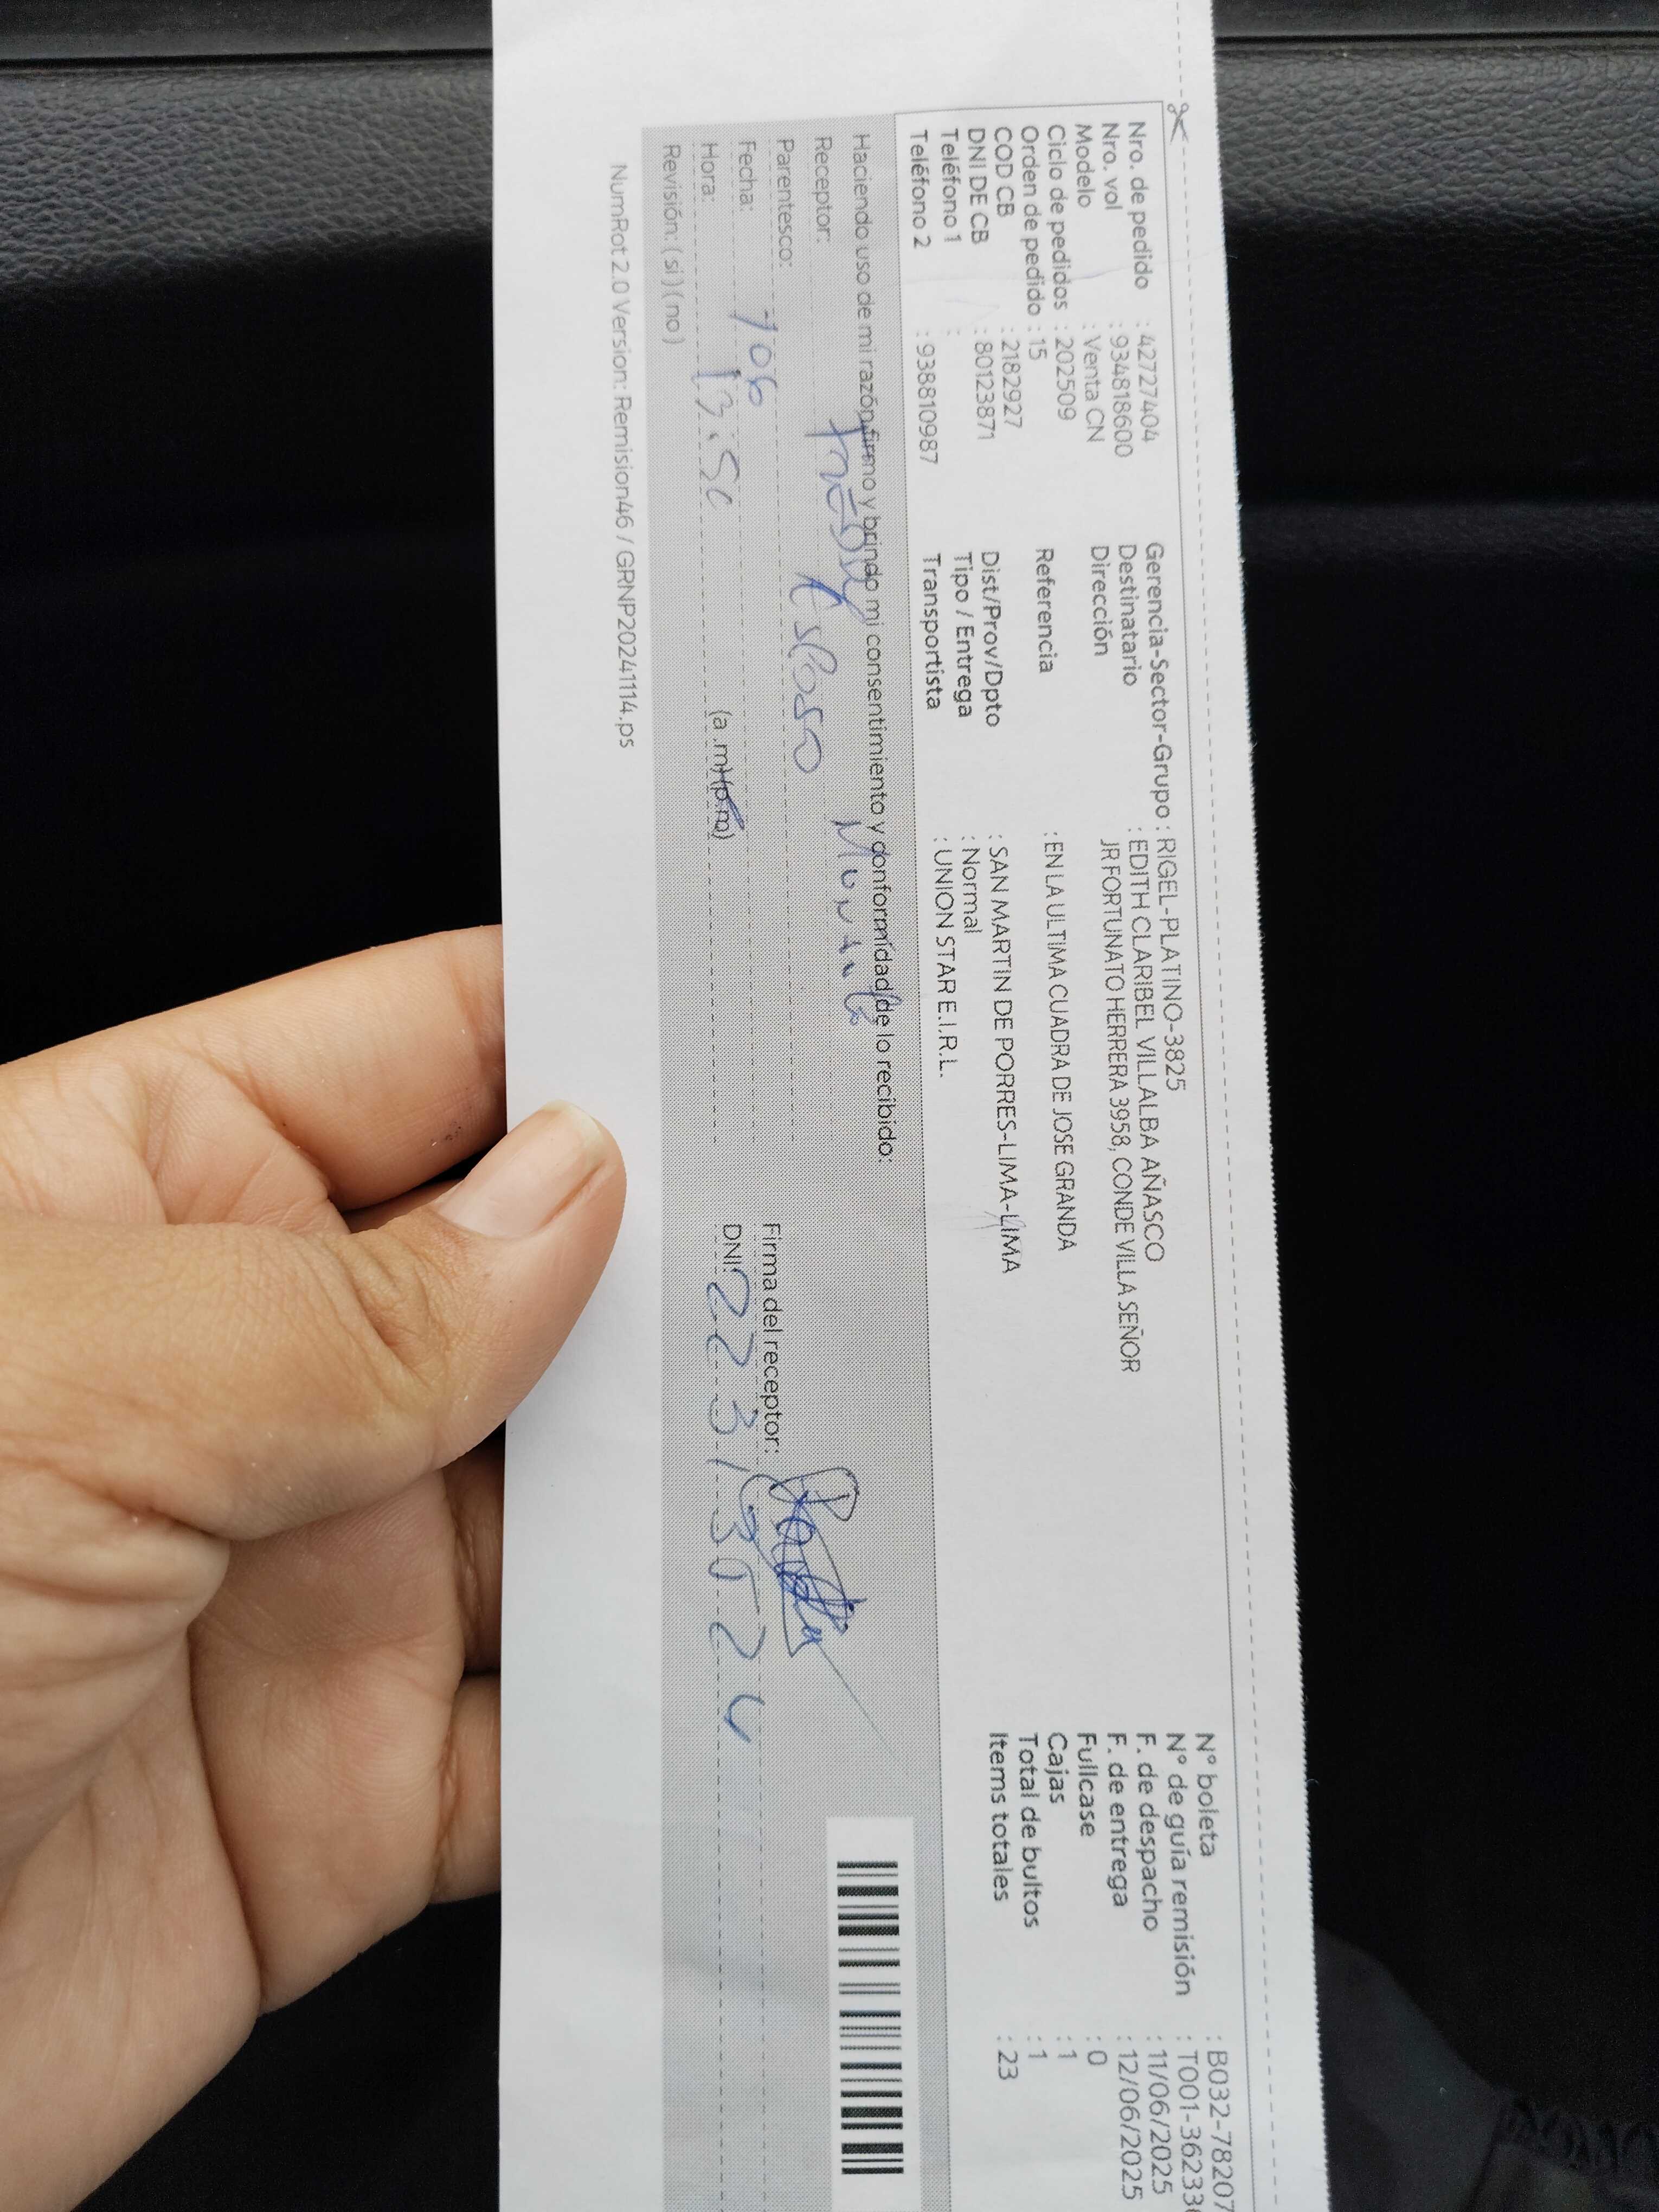 Nro. de pedido : 42727404
Nro. vol : 934818600
Modelo : Venta CN
Ciclo de pedidos : 202509
Orden de pedido : 15
COD CB : 2182927
DNI DE CB : 80123871
Teléfono 1 :
Teléfono 2 : 938810987
Gerencia-Sector-Grupo : RIGEL-PLATINO-3825
Destinatario : EDITH CLARIBEL VILLALBA AÑASCO
Dirección JR FORTUNATO HERRERA 3958, CONDE VILLA SEÑOR
Referencia : EN LA ULTIMA CUADRA DE JOSE GRANDA
Dist/Prov/Dpto : SAN MARTIN DE PORRES-LIMA-LIMA
Tipo / Entrega : Normal
Transportista : UNION STAR E.I.R.L.
N° boleta : B032-78207
N° de guía remisión : T001-36233
F. de despacho : 11/06/2025
F. de entrega : 12/06/2025
Fullcase : 0
Cajas : 1
Total de bultos : 1
Items totales : 23
Haciendo uso de mi razón firmo y brindo mi consentimiento y conformidad de lo recibido:
Receptor:
Parentesco: Esposo
Fecha:
Hora: (a .m)(p.m)
Revisión: ( si ) ( no )
Firma del receptor:
DNI:
NumRot 2.0 Version: Remision46 / GRNP20241114.ps